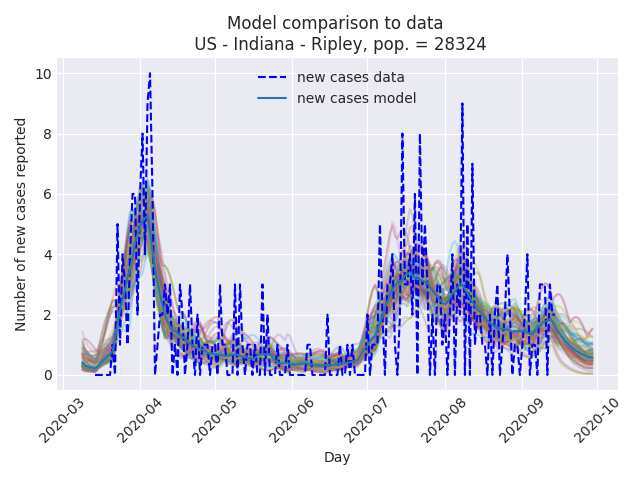 Model comparison to data
US - Indiana - Ripley, pop. = 28324
new cases data
new cases model
Number of new cases reported
10
8
6
4
2
0
2020-03
2020-04
2020-05
2020-06
2020-07
2020-08
2020-09
2020-10
Day